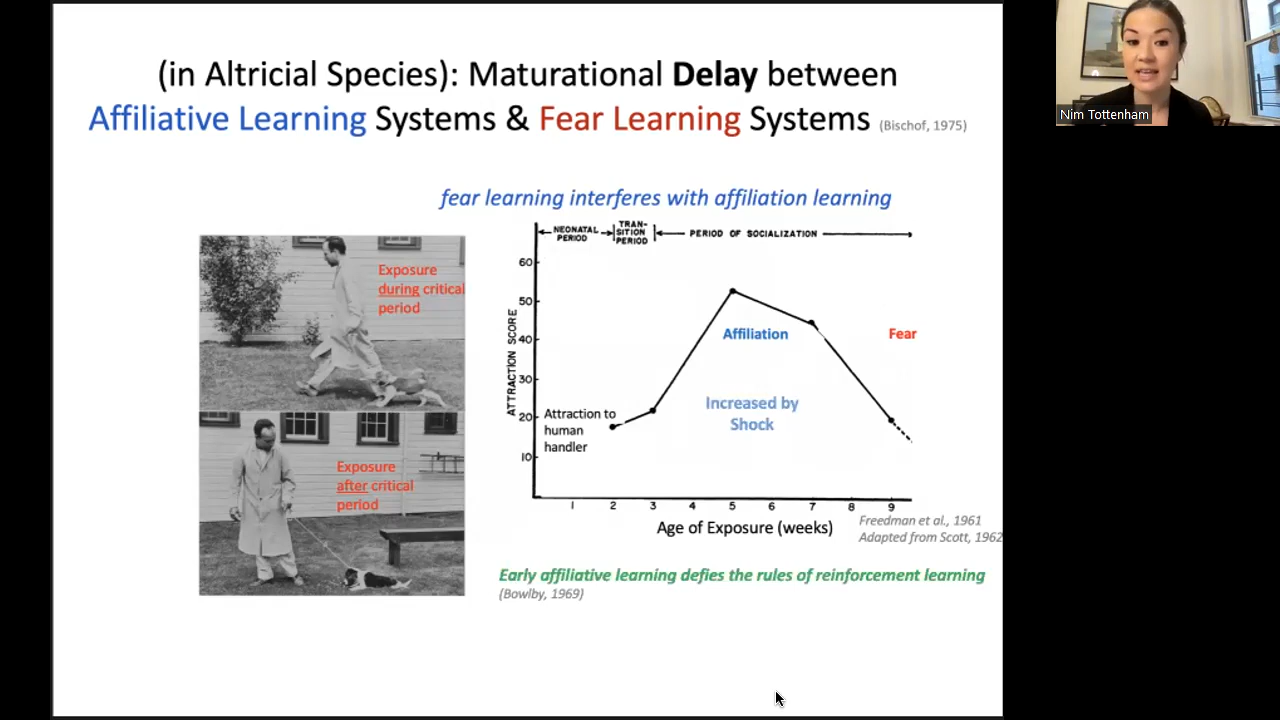 (in Altricial Species): Maturational Delay between
Affiliative Learning Systems & Fear Learning Systems (Bischof, 1975)
fear learning interferes with affiliation learning
Exposure
during critical
period
Exposure
after critical
period
NEONATAL
PERIOD
TRAN-
SITION
PERIOD
PERIOD OF SOCIALIZATION
ATTRACTION SCORE
60
50
40
30
20
10
Affiliation
Fear
Increased by
Shock
Attraction to
human
handler
1 2 3 4 5 6 7 8 9
Age of Exposure (weeks)
Freedman et al., 1961
Adapted from Scott, 1962
Early affiliative learning defies the rules of reinforcement learning
(Bowlby, 1969)
Nim Tottenham